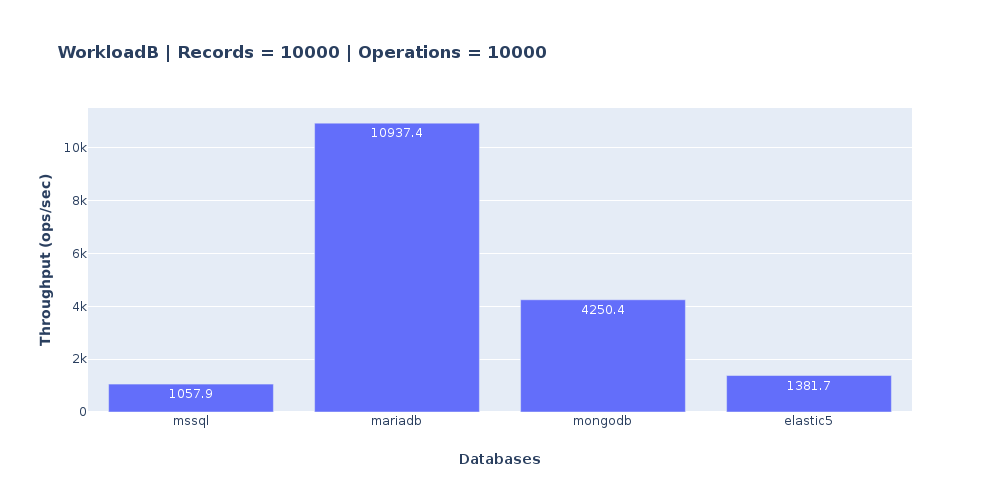 WorkloadB | Records = 10000 | Operations = 10000
Throughput (ops/sec)
10k
8k
6k
4k
2k
0
1057.9
10937.4
4250.4
1381.7
mssql
mariadb
mongodb
elastic5
Databases